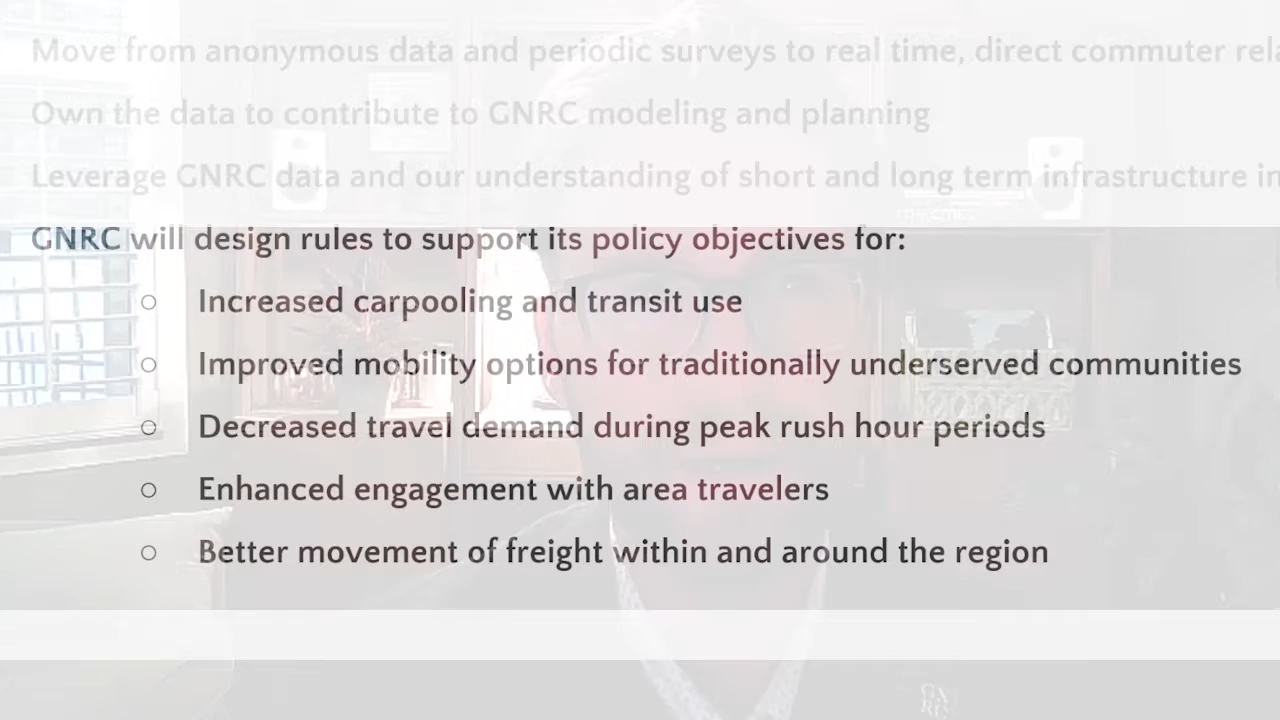 Move from anonymous data and periodic surveys to real time, direct commuter rela
Own the data to contribute to GNRC modeling and planning
Leverage GNRC data and our understanding of short and long term infrastructure in
GNRC will design rules to support its policy objectives for:
○ Increased carpooling and transit use
○ Improved mobility options for traditionally underserved communities
○ Decreased travel demand during peak rush hour periods
○ Enhanced engagement with area travelers
○ Better movement of freight within and around the region
GN
RC